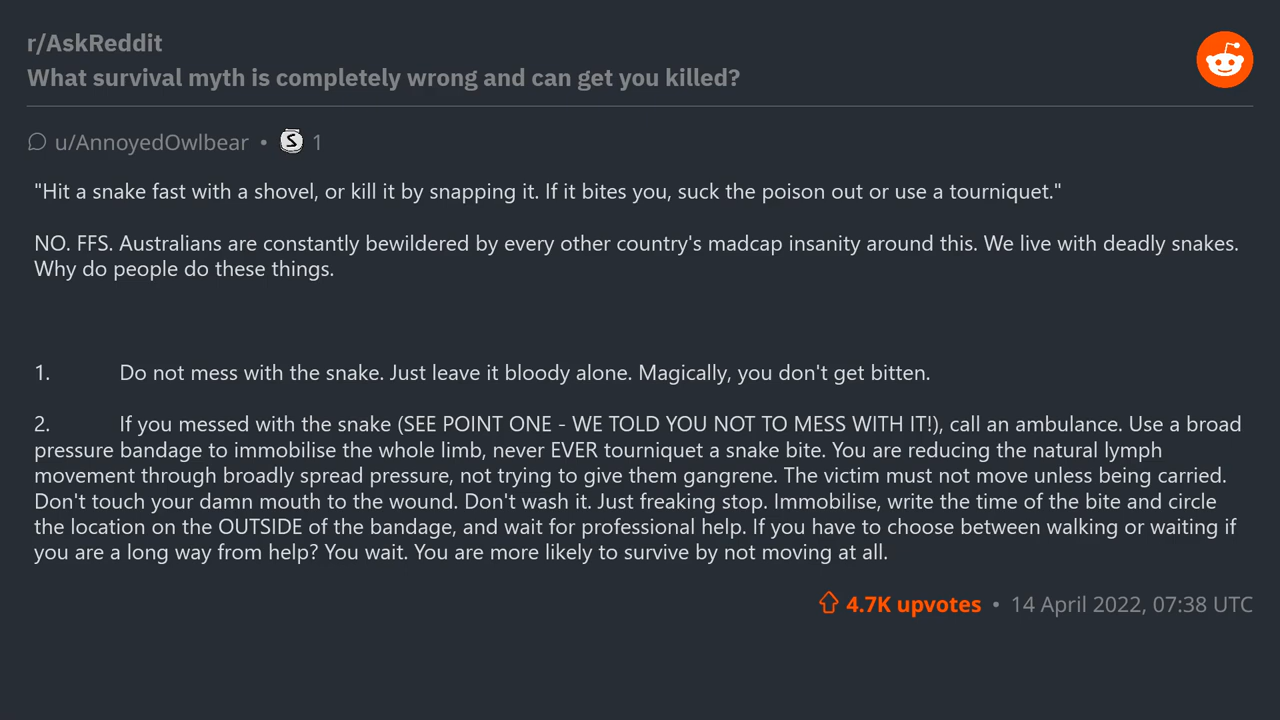 r/AskReddit
What survival myth is completely wrong and can get you killed?
u/AnnoyedOwlbear • S 1
"Hit a snake fast with a shovel, or kill it by snapping it. If it bites you, suck the poison out or use a tourniquet."
NO. FFS. Australians are constantly bewildered by every other country's madcap insanity around this. We live with deadly snakes.
Why do people do these things.
1. Do not mess with the snake. Just leave it bloody alone. Magically, you don't get bitten.
2. If you messed with the snake (SEE POINT ONE - WE TOLD YOU NOT TO MESS WITH IT!), call an ambulance. Use a broad
pressure bandage to immobilise the whole limb, never EVER tourniquet a snake bite. You are reducing the natural lymph
movement through broadly spread pressure, not trying to give them gangrene. The victim must not move unless being carried.
Don't touch your damn mouth to the wound. Don't wash it. Just freaking stop. Immobilise, write the time of the bite and circle
the location on the OUTSIDE of the bandage, and wait for professional help. If you have to choose between walking or waiting if
you are a long way from help? You wait. You are more likely to survive by not moving at all.
4.7K upvotes • 14 April 2022, 07:38 UTC